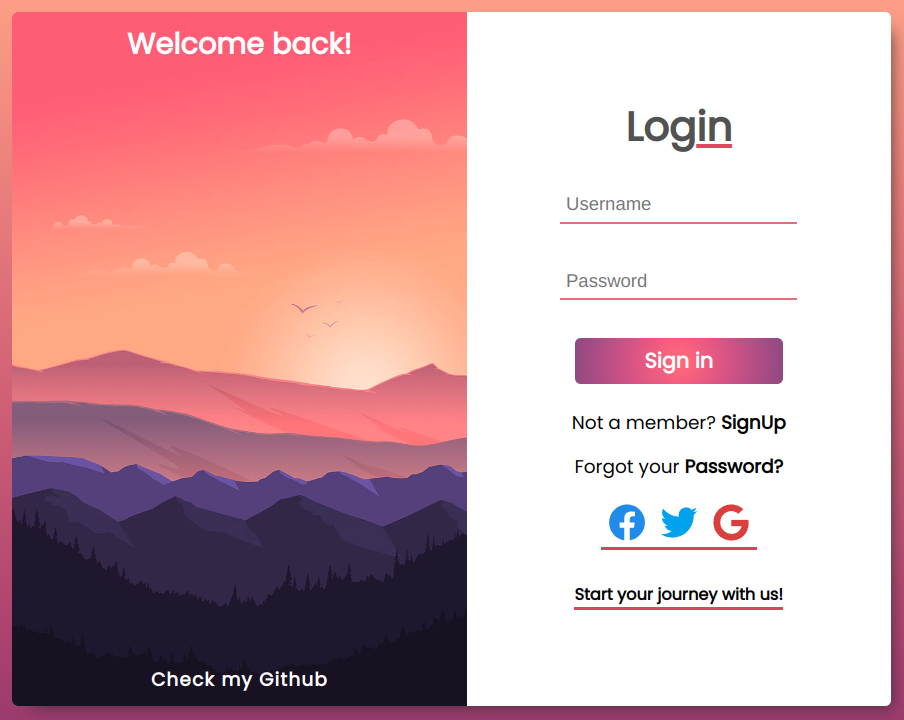 Welcome back!
Check my Github
Login
Username
Password
Sign in
Not a member? SignUp
Forgot your Password?
Start your journey with us!